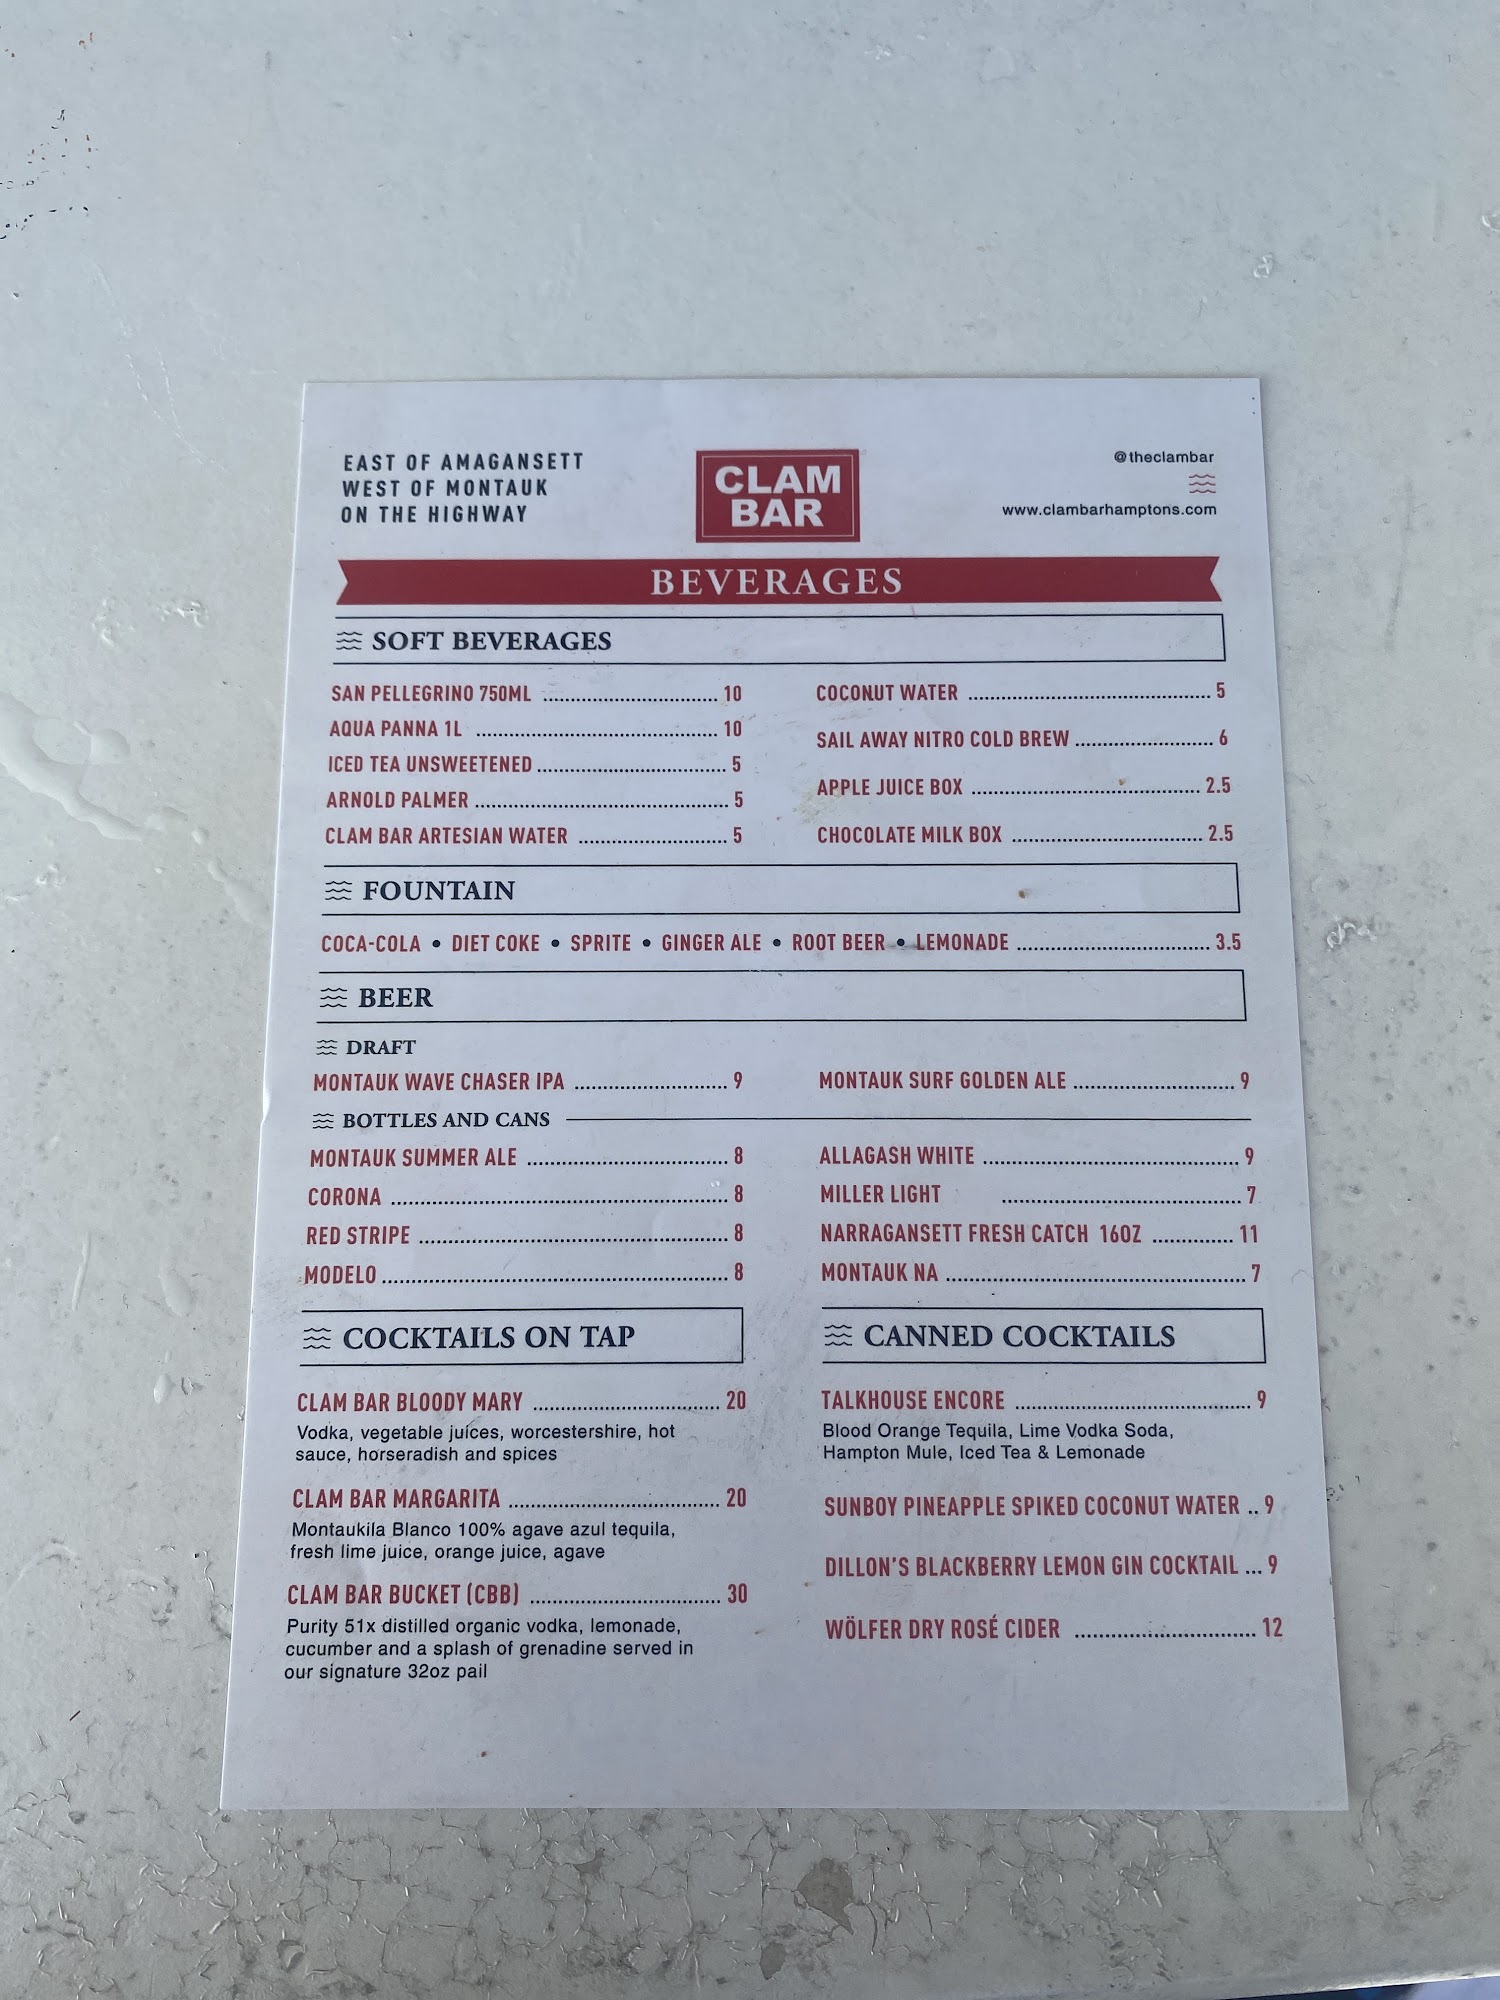 EAST OF AMAGANSETT
WEST OF MONTAUK
ON THE HIGHWAY
CLAM
BAR
@theclambar
www.clambarhamptons.com
BEVERAGES
SOFT BEVERAGES
SAN PELLEGRINO 750ML 10
AQUA PANNA 1L 10
ICED TEA UNSWEETENED 5
ARNOLD PALMER 5
CLAM BAR ARTESIAN WATER 5
COCONUT WATER 5
SAIL AWAY NITRO COLD BREW 6
APPLE JUICE BOX 2.5
CHOCOLATE MILK BOX 2.5
FOUNTAIN
COCA-COLA • DIET COKE • SPRITE • GINGER ALE • ROOT BEER • LEMONADE 3.5
BEER
DRAFT
MONTAUK WAVE CHASER IPA 9
MONTAUK SURF GOLDEN ALE 9
BOTTLES AND CANS
MONTAUK SUMMER ALE 8
CORONA 8
RED STRIPE 8
MODELO 8
ALLAGASH WHITE 9
MILLER LIGHT 7
NARRAGANSETT FRESH CATCH 16OZ 11
MONTAUK NA 7
COCKTAILS ON TAP
CLAM BAR BLOODY MARY 20
Vodka, vegetable juices, worcestershire, hot
sauce, horseradish and spices
CLAM BAR MARGARITA 20
Montaukila Blanco 100% agave azul tequila,
fresh lime juice, orange juice, agave
CLAM BAR BUCKET (CBB) 30
Purity 51x distilled organic vodka, lemonade,
cucumber and a splash of grenadine served in
our signature 32oz pail
CANNED COCKTAILS
TALKHOUSE ENCORE 9
Blood Orange Tequila, Lime Vodka Soda,
Hampton Mule, Iced Tea & Lemonade
SUNBOY PINEAPPLE SPIKED COCONUT WATER 9
DILLON'S BLACKBERRY LEMON GIN COCKTAIL 9
WÖLFER DRY ROSÉ CIDER 12